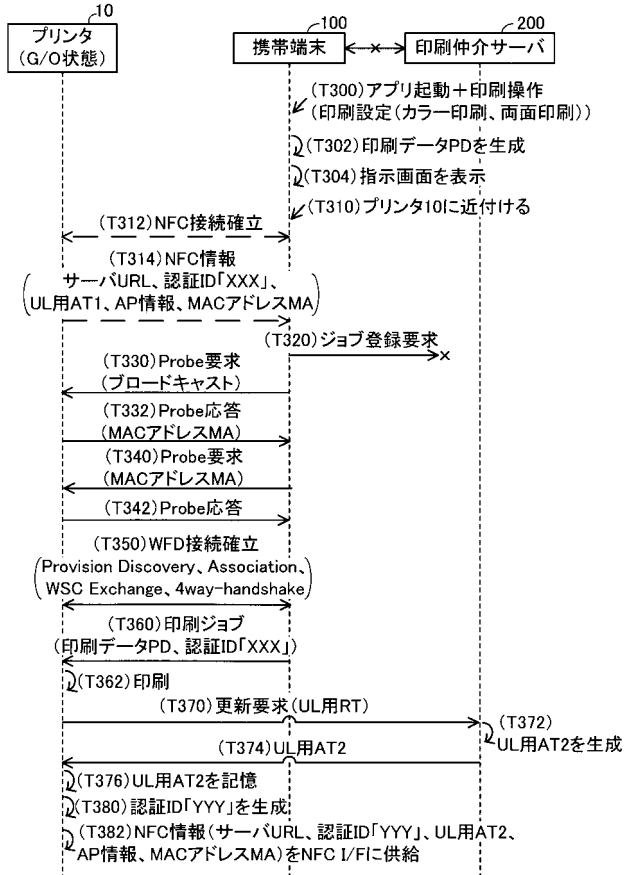 10
プリンタ
(G/O状態)
100
携帯端末
200
印刷仲介サーバ
(T300)アプリ起動+印刷操作
(印刷設定(カラー印刷、両面印刷))
(T302)印刷データPDを生成
(T304)指示画面を表示
(T310)プリンタ10に近付ける
(T312)NFC接続確立
(T314)NFC情報
サーバURL、認証ID「XXX」、
UL用AT1、AP情報、MACアドレスMA
(T320)ジョブ登録要求
(T330)Probe要求
(ブロードキャスト)
(T332)Probe応答
(MACアドレスMA)
(T340)Probe要求
(MACアドレスMA)
(T342)Probe応答
(T350)WFD接続確立
Provision Discovery、Association、
WSC Exchange、4way-handshake
(T360)印刷ジョブ
(印刷データPD、認証ID「XXX」)
(T362)印刷
(T370)更新要求(UL用RT)
(T372)
UL用AT2を生成
(T374)UL用AT2
(T376)UL用AT2を記憶
(T380)認証ID「YYY」を生成
(T382)NFC情報(サーバURL、認証ID「YYY」、UL用AT2、
AP情報、MACアドレスMA)をNFC I/Fに供給